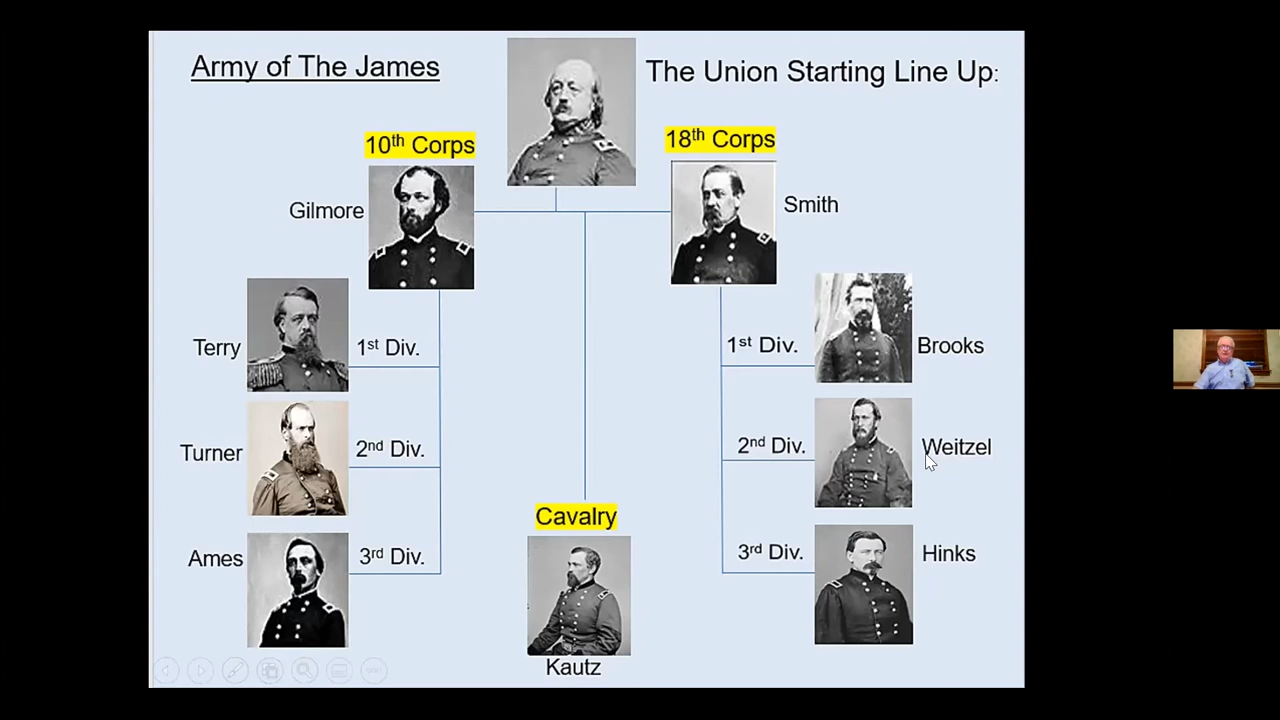 Army of The James
The Union Starting Line Up:
10th Corps
18th Corps
Gilmore
Smith
Terry
1st Div.
1st Div.
Brooks
Turner
2nd Div.
2nd Div.
Weitzel
Ames
3rd Div.
3rd Div.
Hinks
Cavalry
Kautz